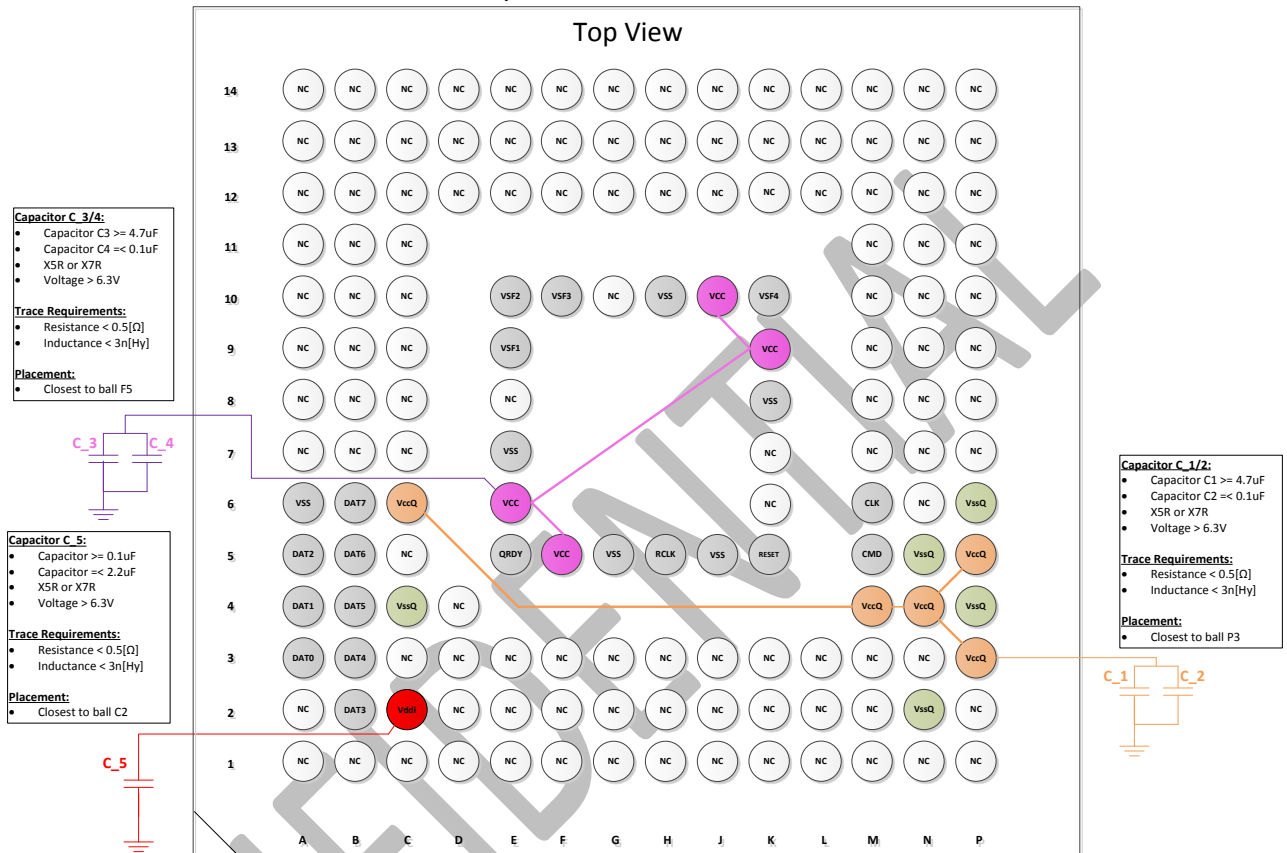 Top View
14 NC NC NC NC NC NC NC NC NC NC NC NC NC NC
13 NC NC NC NC NC NC NC NC NC NC NC NC NC NC
12 NC NC NC NC NC NC NC NC NC NC NC NC NC NC
11 NC NC NC NC NC NC
10 NC NC NC VSF2 VSF3 NC VSS VCC VSF4 NC NC NC
9 NC NC NC VSF1 VCC NC NC NC
8 NC NC NC NC VSS NC NC NC
7 NC NC NC VSS NC NC NC NC
6 VSS DAT7 VccQ VCC NC CLK NC VssQ
5 DAT2 DAT6 NC QRDY VCC VSS RCLK VSS RESET CMD VssQ VccQ
4 DAT1 DAT5 VssQ NC VccQ VccQ VssQ
3 DAT0 DAT4 NC NC NC NC NC NC NC NC NC NC NC VccQ
2 NC DAT3 Vddi NC NC NC NC NC NC NC NC NC VssQ NC
1 NC NC NC NC NC NC NC NC NC NC NC NC NC NC
A B C D E F G H J K L M N P
Capacitor C_3/4:
• Capacitor C3 >= 4.7uF
• Capacitor C4 =< 0.1uF
• X5R or X7R
• Voltage > 6.3V
Trace Requirements:
• Resistance < 0.5[Ω]
• Inductance < 3n[Hy]
Placement:
• Closest to ball F5
C_3 C_4
Capacitor C_5:
• Capacitor >= 0.1uF
• Capacitor =< 2.2uF
• X5R or X7R
• Voltage > 6.3V
Trace Requirements:
• Resistance < 0.5[Ω]
• Inductance < 3n[Hy]
Placement:
• Closest to ball C2
C_5
Capacitor C_1/2:
• Capacitor C1 >= 4.7uF
• Capacitor C2 =< 0.1uF
• X5R or X7R
• Voltage > 6.3V
Trace Requirements:
• Resistance < 0.5[Ω]
• Inductance < 3n[Hy]
Placement:
• Closest to ball P3
C_1 C_2